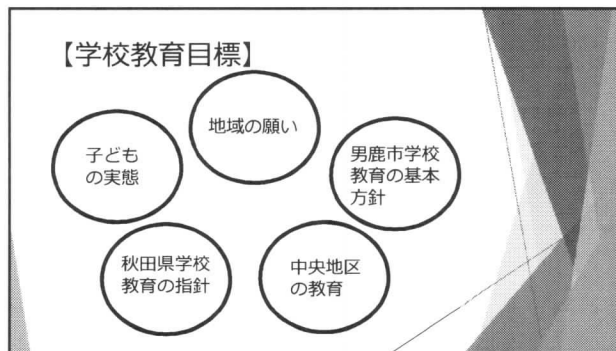 【学校教育目標】
地域の願い
子ども
の実態
男鹿市学校
教育の基本
方針
秋田県学校
教育の指針
中央地区
の教育